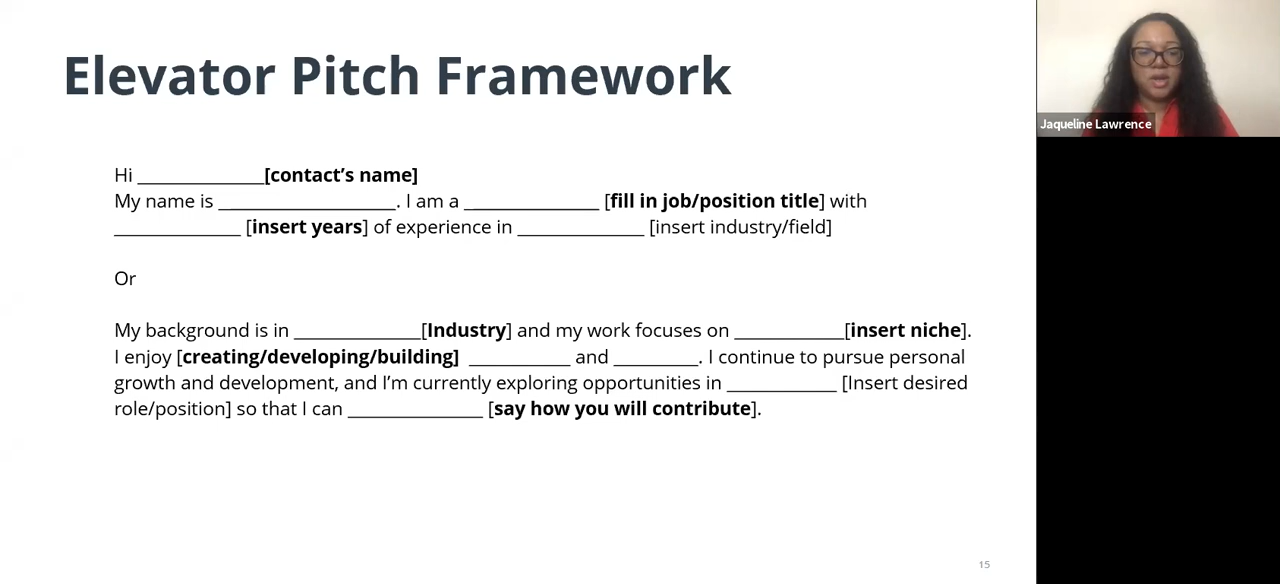 Elevator Pitch Framework
Jaqueline Lawrence
Hi ______________[contact’s name]
My name is ____________________. I am a _______________ [fill in job/position title] with
______________ [insert years] of experience in ______________ [insert industry/field]
Or
My background is in ______________[Industry] and my work focuses on ____________[insert niche].
I enjoy [creating/developing/building] ___________ and _________. I continue to pursue personal
growth and development, and I’m currently exploring opportunities in ____________ [Insert desired
role/position] so that I can _______________ [say how you will contribute].
15